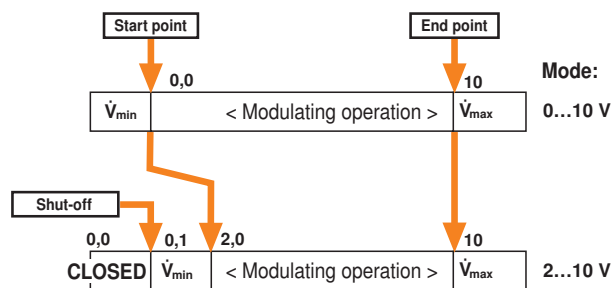 Start point End point
0,0 10 Mode:
V̇min < Modulating operation > V̇max 0…10 V
Shut-off
0,0 0,1 2,0 10
CLOSED V̇min < Modulating operation > V̇max 2…10 V